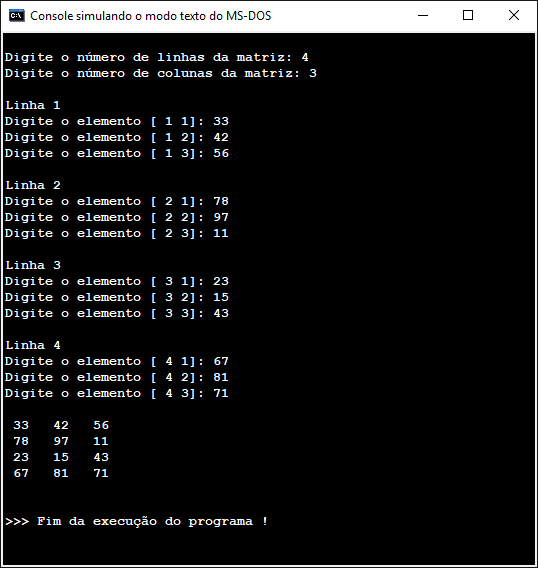 Console simulando o modo texto do MS-DOS
Digite o número de linhas da matriz: 4
Digite o número de colunas da matriz: 3
Linha 1
Digite o elemento [ 1 1]: 33
Digite o elemento [ 1 2]: 42
Digite o elemento [ 1 3]: 56
Linha 2
Digite o elemento [ 2 1]: 78
Digite o elemento [ 2 2]: 97
Digite o elemento [ 2 3]: 11
Linha 3
Digite o elemento [ 3 1]: 23
Digite o elemento [ 3 2]: 15
Digite o elemento [ 3 3]: 43
Linha 4
Digite o elemento [ 4 1]: 67
Digite o elemento [ 4 2]: 81
Digite o elemento [ 4 3]: 71
33 42 56
78 97 11
23 15 43
67 81 71
>>> Fim da execução do programa !